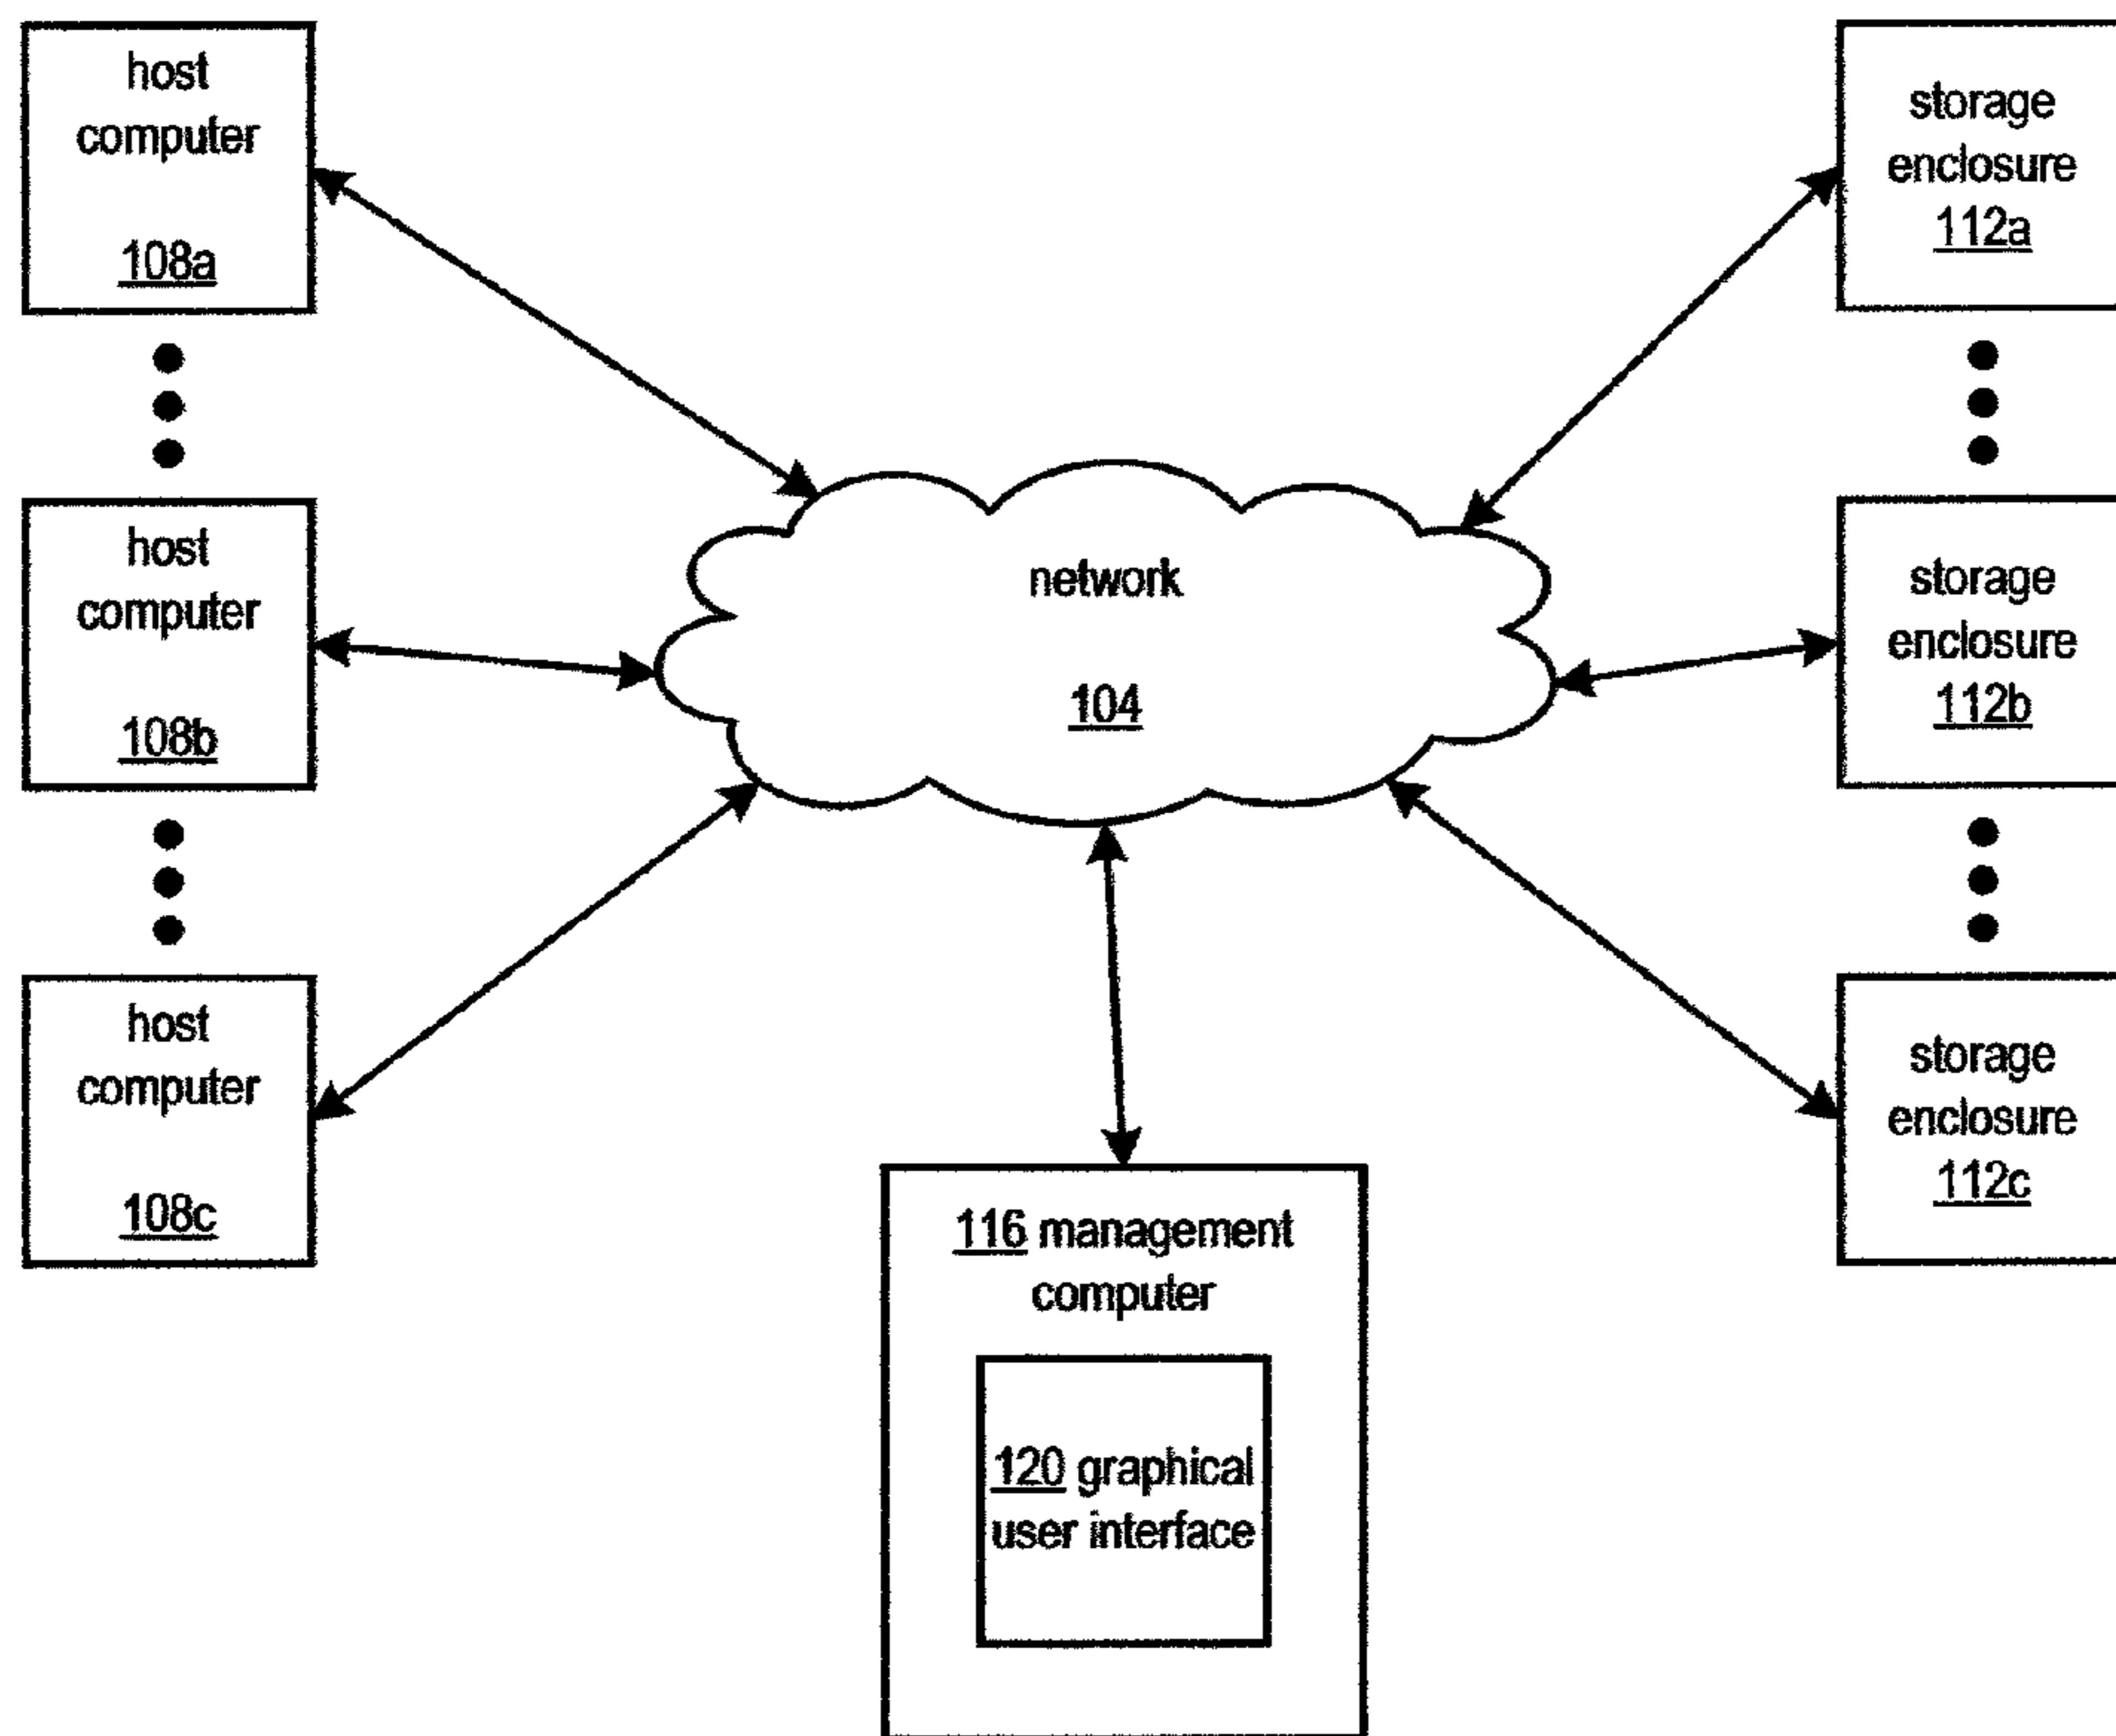 host
computer
108a
host
computer
108b
host
computer
108c
network
104
storage
enclosure
112a
storage
enclosure
112b
storage
enclosure
112c
116 management
computer
120 graphical
user interface